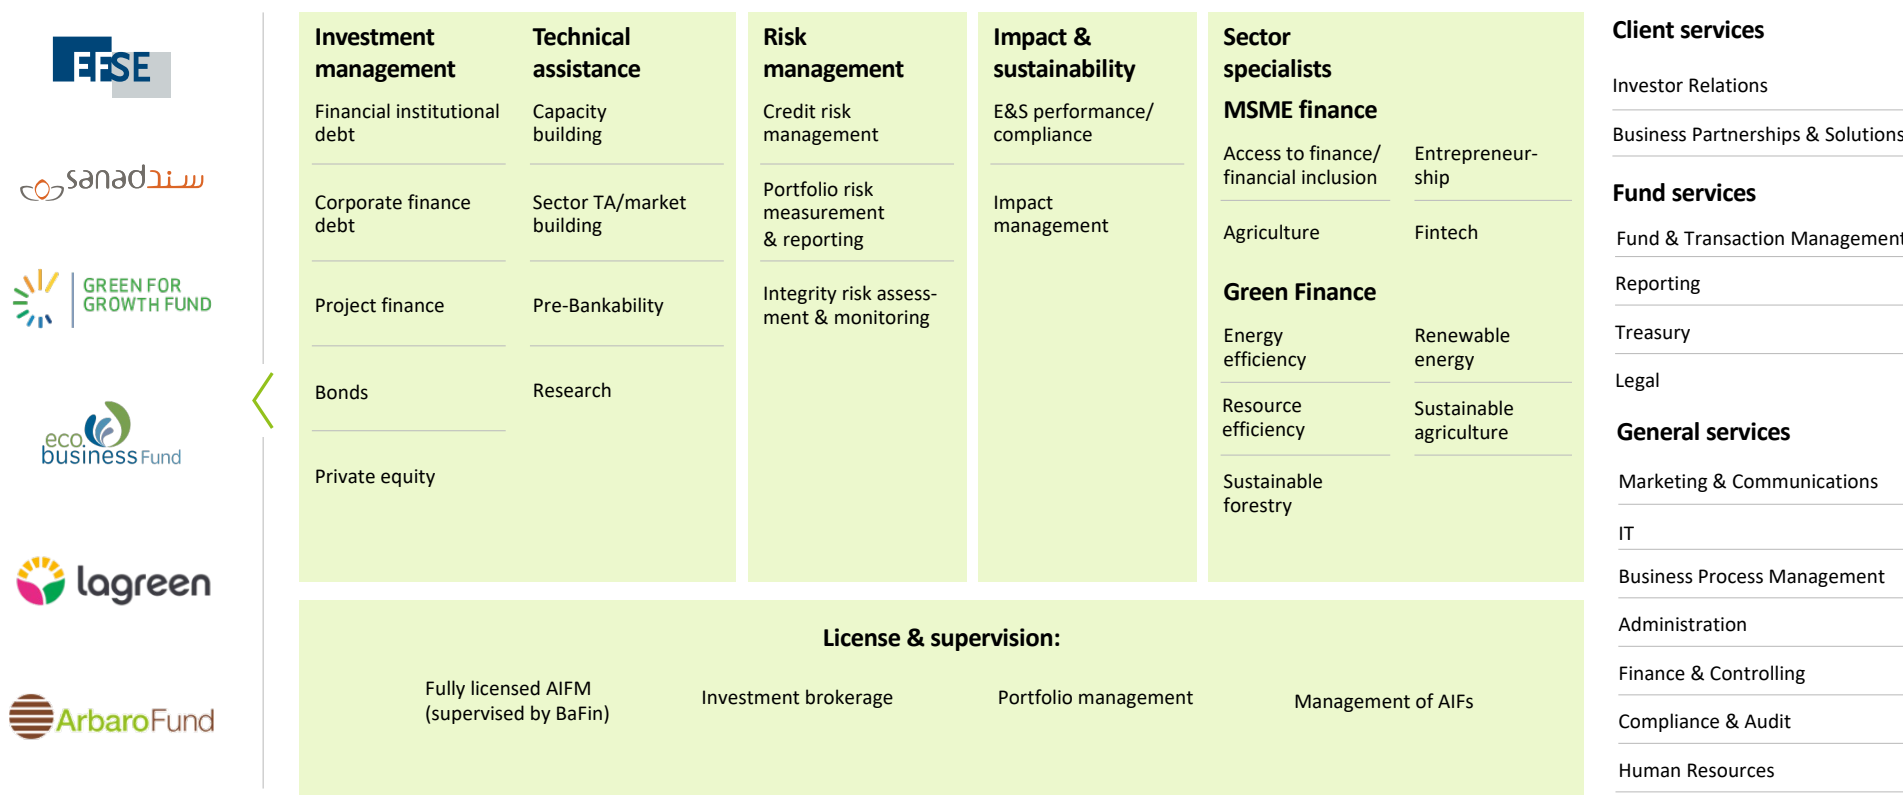 EFSE
sanad سند
GREEN FOR
GROWTH FUND
eco.
business Fund
lagreen
ArbaroFund
Investment
management
Financial institutional
debt
Corporate finance
debt
Project finance
Bonds
Private equity
Technical
assistance
Capacity
building
Sector TA/market
building
Pre-Bankability
Research
Risk
management
Credit risk
management
Portfolio risk
measurement
& reporting
Integrity risk assess-
ment & monitoring
Impact &
sustainability
E&S performance/
compliance
Impact
management
Sector
specialists
MSME finance
Access to finance/
financial inclusion
Entrepreneur-
ship
Agriculture
Fintech
Green Finance
Energy
efficiency
Renewable
energy
Resource
efficiency
Sustainable
agriculture
Sustainable
forestry
License & supervision:
Fully licensed AIFM
(supervised by BaFin)
Investment brokerage
Portfolio management
Management of AIFs
Client services
Investor Relations
Business Partnerships & Solutions
Fund services
Fund & Transaction Management
Reporting
Treasury
Legal
General services
Marketing & Communications
IT
Business Process Management
Administration
Finance & Controlling
Compliance & Audit
Human Resources